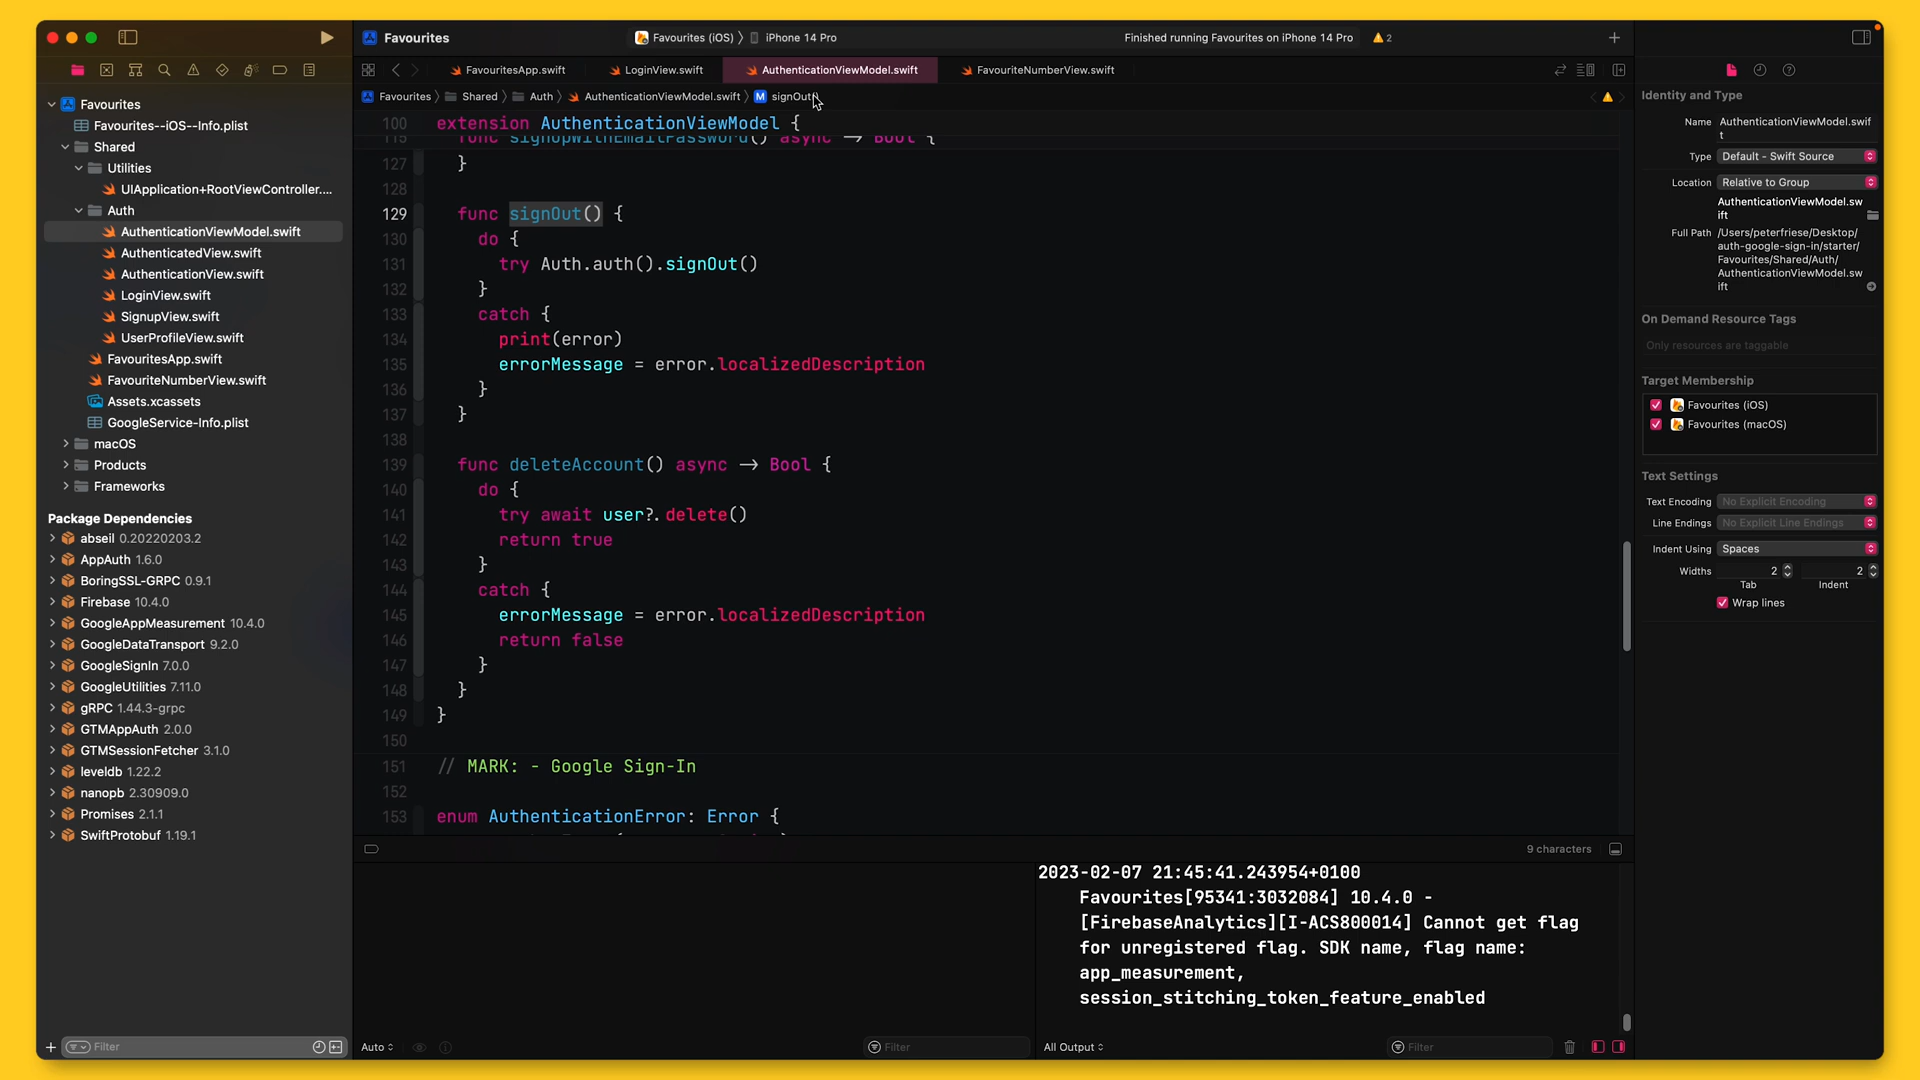 Favourites
Favourites (iOS) 〉 iPhone 14 Pro
Finished running Favourites on iPhone 14 Pro
2
FavouritesApp.swift
LoginView.swift
AuthenticationViewModel.swift
FavouriteNumberView.swift
Favourites 〉 Shared 〉 Auth 〉 AuthenticationViewModel.swift 〉 M signOut()
Favourites
Favourites--iOS--Info.plist
Shared
Utilities
UIApplication+RootViewController....
Auth
AuthenticationViewModel.swift
AuthenticatedView.swift
AuthenticationView.swift
LoginView.swift
SignupView.swift
UserProfileView.swift
FavouritesApp.swift
FavouriteNumberView.swift
Assets.xcassets
GoogleService-Info.plist
macOS
Products
Frameworks
Package Dependencies
abseil 0.20220203.2
AppAuth 1.6.0
BoringSSL-GRPC 0.9.1
Firebase 10.4.0
GoogleAppMeasurement 10.4.0
GoogleDataTransport 9.2.0
GoogleSignIn 7.0.0
GoogleUtilities 7.11.0
gRPC 1.44.3-grpc
GTMAppAuth 2.0.0
GTMSessionFetcher 3.1.0
leveldb 1.22.2
nanopb 2.30909.0
Promises 2.1.1
SwiftProtobuf 1.19.1
Filter
100 extension AuthenticationViewModel {
115 func signUpWithEmailPassword() async -> Bool {
127 }
128
129 func signOut() {
130 do {
131 try Auth.auth().signOut()
132 }
133 catch {
134 print(error)
135 errorMessage = error.localizedDescription
136 }
137 }
138
139 func deleteAccount() async -> Bool {
140 do {
141 try await user?.delete()
142 return true
143 }
144 catch {
145 errorMessage = error.localizedDescription
146 return false
147 }
148 }
149 }
150
151 // MARK: - Google Sign-In
152
153 enum AuthenticationError: Error {
9 characters
2023-02-07 21:45:41.243954+0100
Favourites[95341:3032084] 10.4.0 -
[FirebaseAnalytics][I-ACS800014] Cannot get flag
for unregistered flag. SDK name, flag name:
app_measurement,
session_stitching_token_feature_enabled
Auto
Filter
All Output
Filter
Identity and Type
Name AuthenticationViewModel.swif
t
Type Default - Swift Source
Location Relative to Group
AuthenticationViewModel.sw
ift
Full Path /Users/peterfriese/Desktop/
auth-google-sign-in/starter/
Favourites/Shared/Auth/
AuthenticationViewModel.sw
ift
On Demand Resource Tags
Only resources are taggable
Target Membership
Favourites (iOS)
Favourites (macOS)
Text Settings
Text Encoding No Explicit Encoding
Line Endings No Explicit Line Endings
Indent Using Spaces
Widths 2 2
Tab Indent
Wrap lines